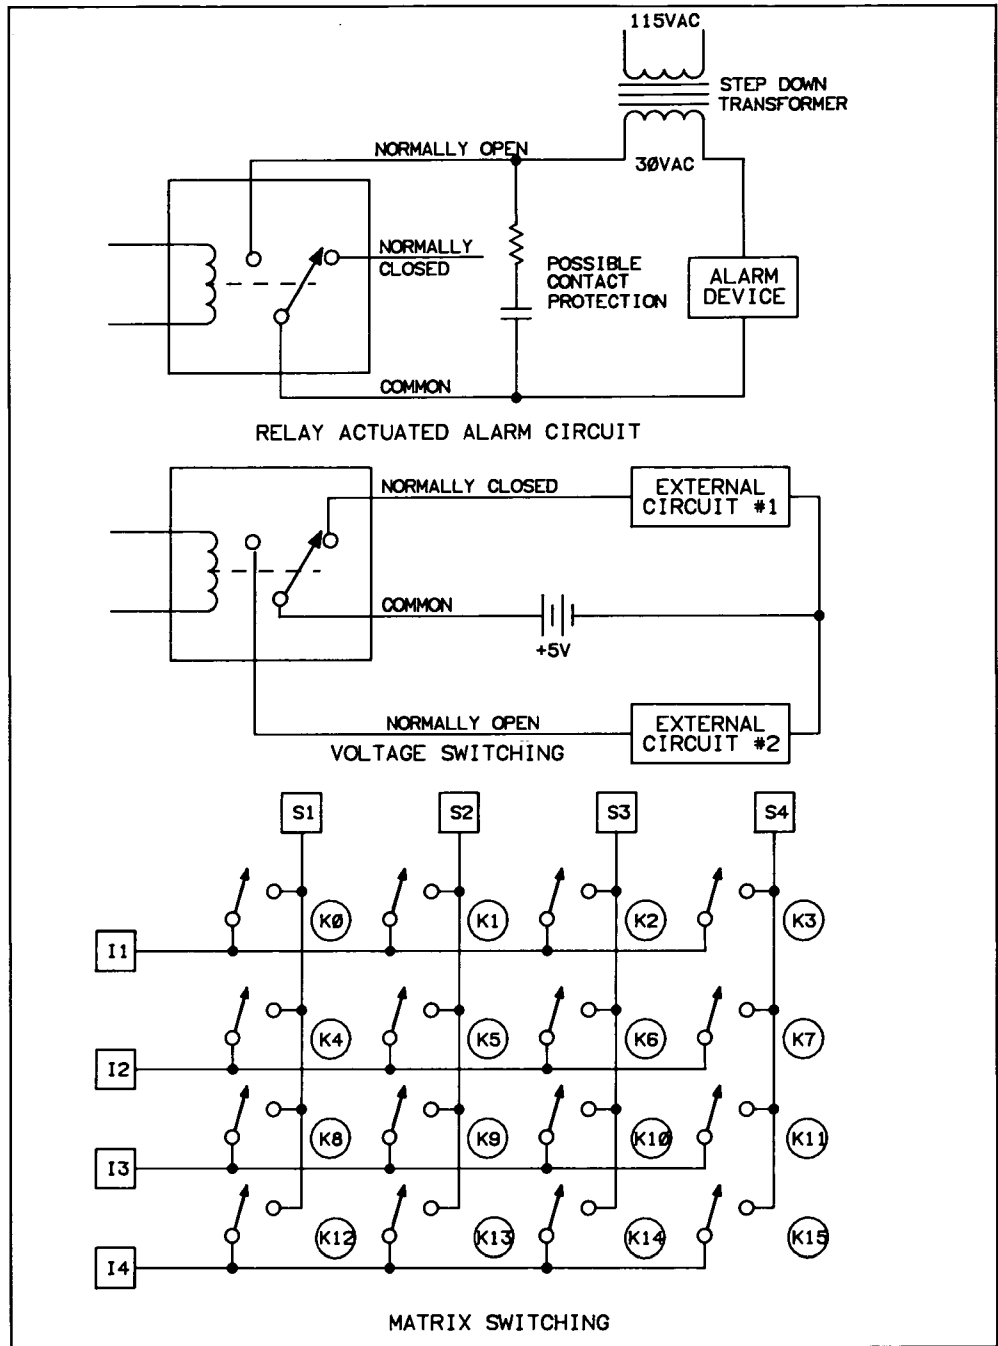 115VAC
STEP DOWN
TRANSFORMER
NORMALLY OPEN
30VAC
NORMALLY
CLOSED
POSSIBLE
CONTACT
PROTECTION
ALARM
DEVICE
COMMON
RELAY ACTUATED ALARM CIRCUIT
NORMALLY CLOSED
EXTERNAL
CIRCUIT #1
COMMON
+5V
NORMALLY OPEN
EXTERNAL
CIRCUIT #2
VOLTAGE SWITCHING
S1 S2 S3 S4
K0 K1 K2 K3
I1
K4 K5 K6 K7
I2
K8 K9 K10 K11
I3
K12 K13 K14 K15
I4
MATRIX SWITCHING